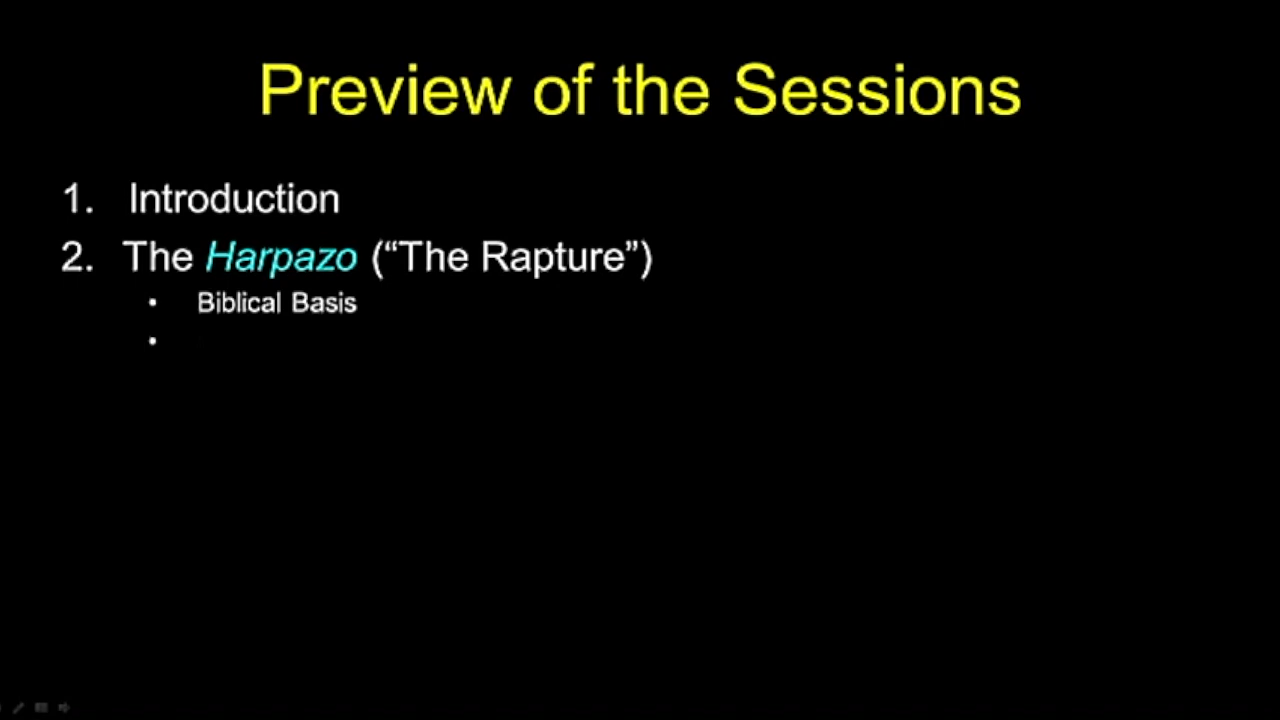 Preview of the Sessions
1. Introduction
2. The Harpazo (“The Rapture”)
• Biblical Basis
•